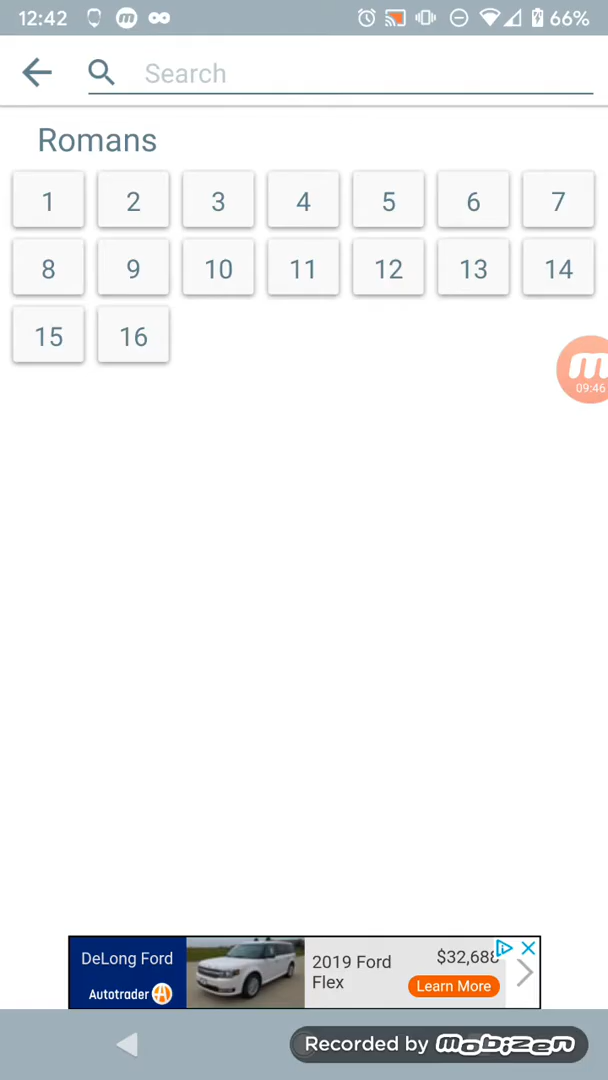 12:42 66%
Search
Romans
1 2 3 4 5 6 7
8 9 10 11 12 13 14
15 16
09:46
DeLong Ford
Autotrader
2019 Ford
Flex
$32,688
Learn More
Recorded by mobizen